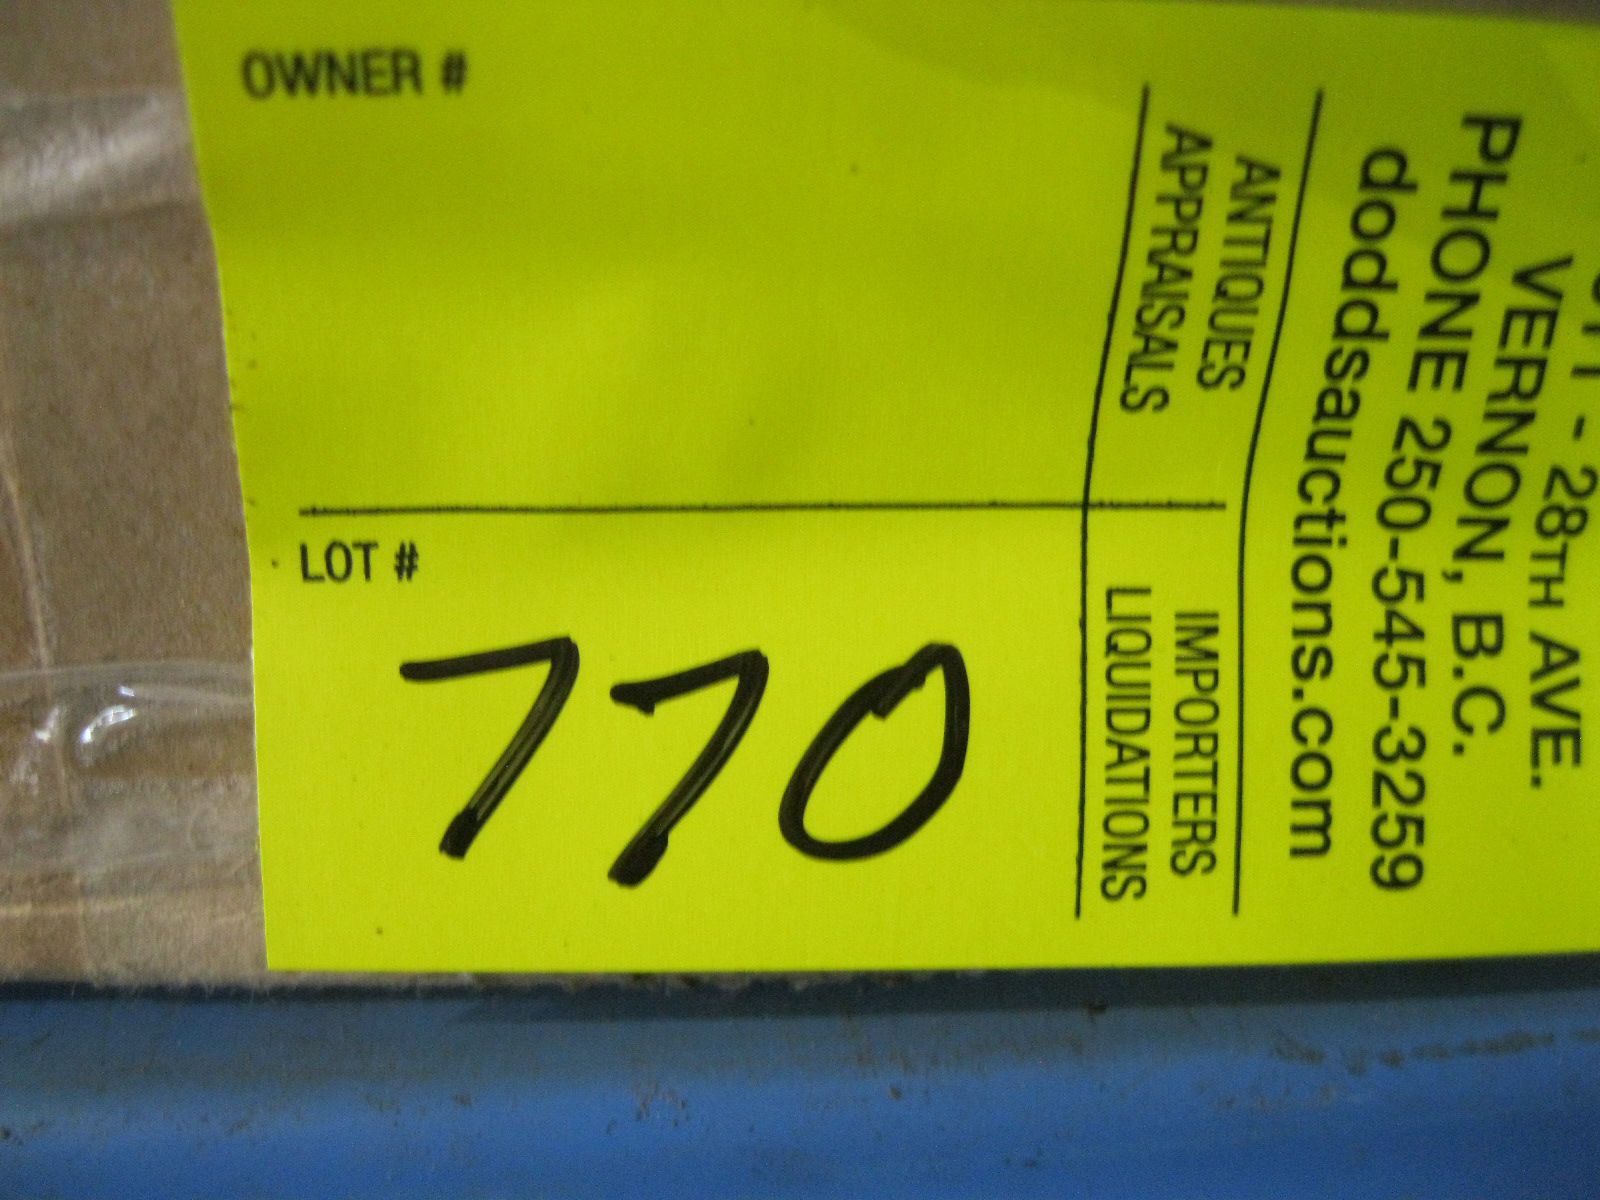 OWNER #
LOT #
770
- 28TH AVE.
VERNON, B.C.
PHONE 250-545-3259
doddsauctions.com
ANTIQUES
APPRAISALS
IMPORTERS
LIQUIDATIONS